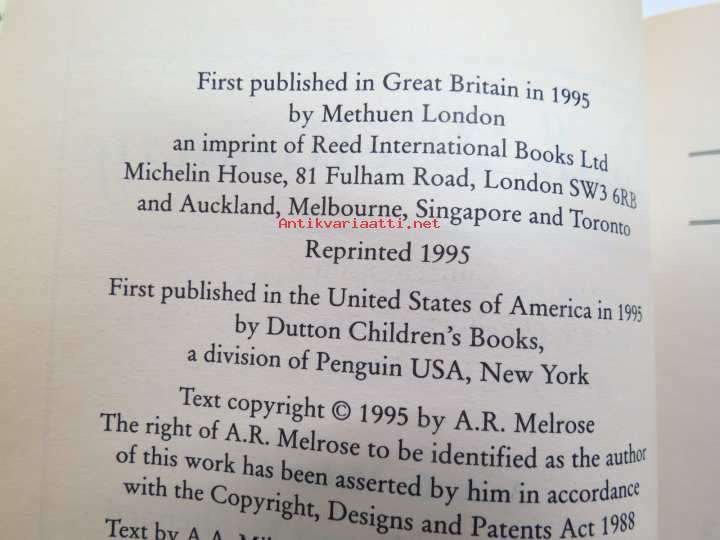 First published in Great Britain in 1995
by Methuen London
an imprint of Reed International Books Ltd
Michelin House, 81 Fulham Road, London SW3 6RB
and Auckland, Melbourne, Singapore and Toronto
Antikvariaatti.net
Reprinted 1995
First published in the United States of America in 1995
by Dutton Children's Books,
a division of Penguin USA, New York
Text copyright © 1995 by A.R. Melrose
The right of A.R. Melrose to be identified as the author
of this work has been asserted by him in accordance
with the Copyright, Designs and Patents Act 1988
Text by A.A.